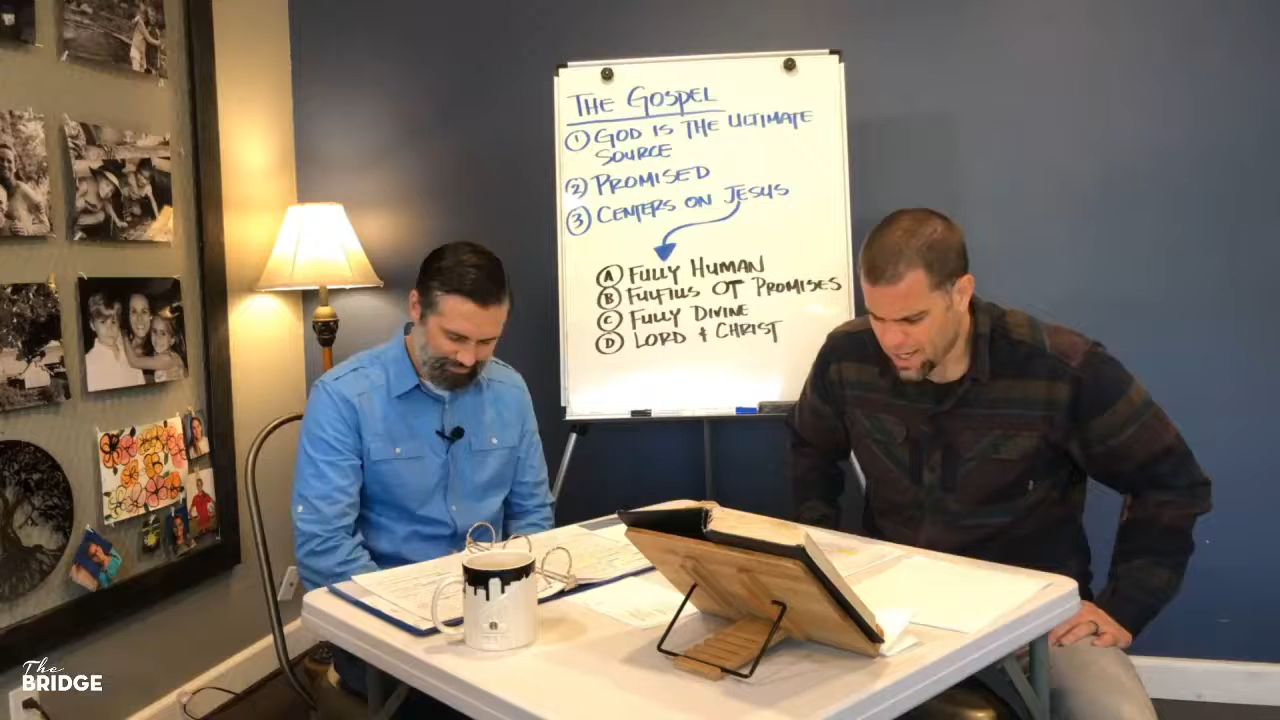 THE GOSPEL
① GOD IS THE ULTIMATE
SOURCE
② PROMISED
③ CENTERS ON JESUS
Ⓐ FULLY HUMAN
Ⓑ FULFILLS OT PROMISES
Ⓒ FULLY DIVINE
Ⓓ LORD & CHRIST
The
BRIDGE